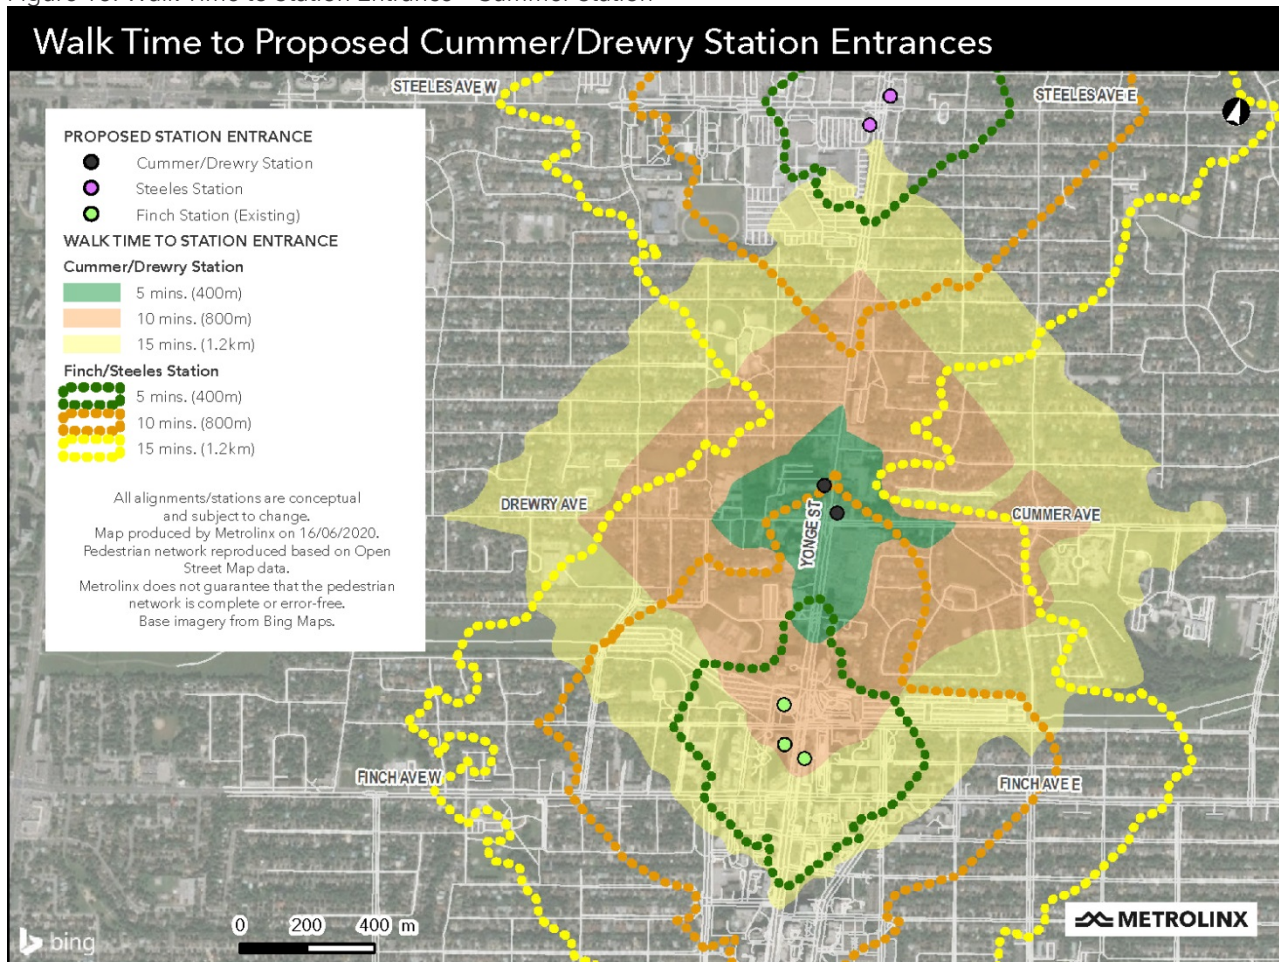 Walk Time to Proposed Cummer/Drewry Station Entrances
STEELES AVE W
STEELES AVE E
PROPOSED STATION ENTRANCE
Cummer/Drewry Station
Steeles Station
Finch Station (Existing)
WALK TIME TO STATION ENTRANCE
Cummer/Drewry Station
5 mins. (400m)
10 mins. (800m)
15 mins. (1.2km)
Finch/Steeles Station
5 mins. (400m)
10 mins. (800m)
15 mins. (1.2km)
All alignments/stations are conceptual
and subject to change.
Map produced by Metrolinx on 16/06/2020.
Pedestrian network reproduced based on Open
Street Map data.
Metrolinx does not guarantee that the pedestrian
network is complete or error-free.
Base imagery from Bing Maps.
DREWRY AVE
YONGE ST
CUMMER AVE
FINCH AVE W
FINCH AVE E
0 200 400 m
bing
METROLINX